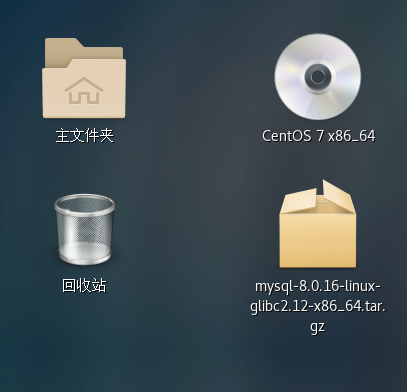 主文件夹
CentOS 7 x86_64
回收站
mysql-8.0.16-linux-
glibc2.12-x86_64.tar.
gz